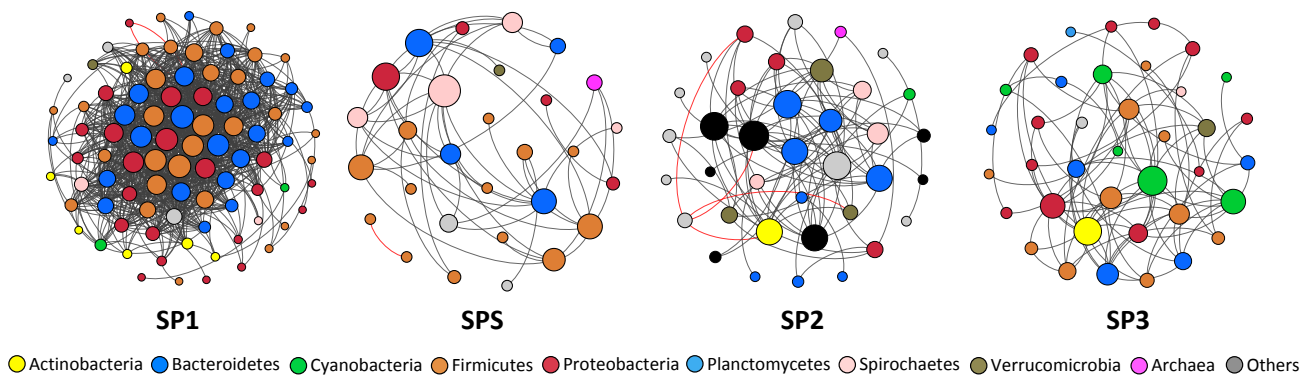 SP1 SPS SP2 SP3
Actinobacteria Bacteroidetes Cyanobacteria Firmicutes Proteobacteria Planctomycetes Spirochaetes Verrucomicrobia Archaea Others